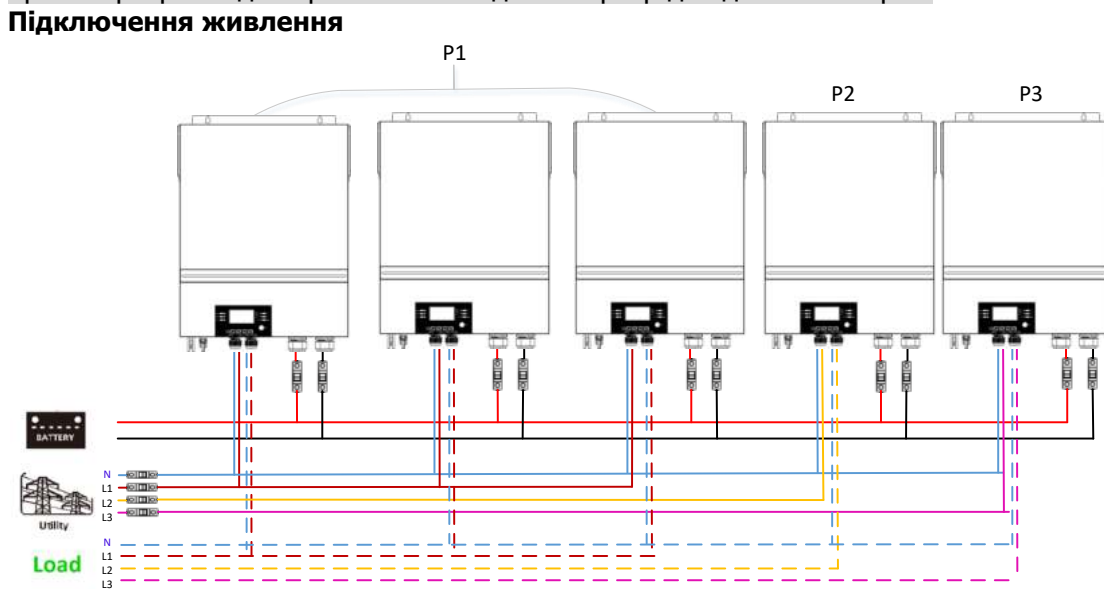 Підключення живлення
P1
P2
P3
BATTERY
N
L1
L2
L3
Utility
N
L1
L2
L3
Load